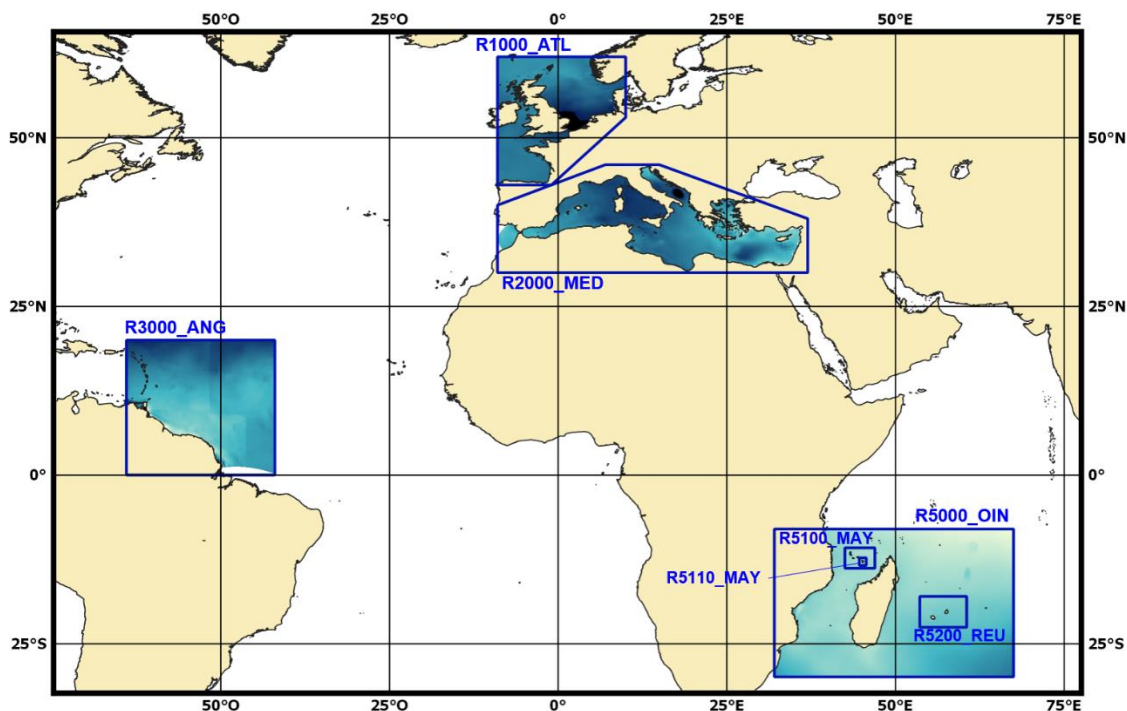 50°W 25°W 0° 25°E 50°E 75°E
R1000_ATL
50°N 50°N
R2000_MED
25°N 25°N
R3000_ANG
0° 0°
R5000_OIN
R5100_MAY
R5110_MAY
R5200_REU
25°S 25°S
50°W 25°W 0° 25°E 50°E 75°E